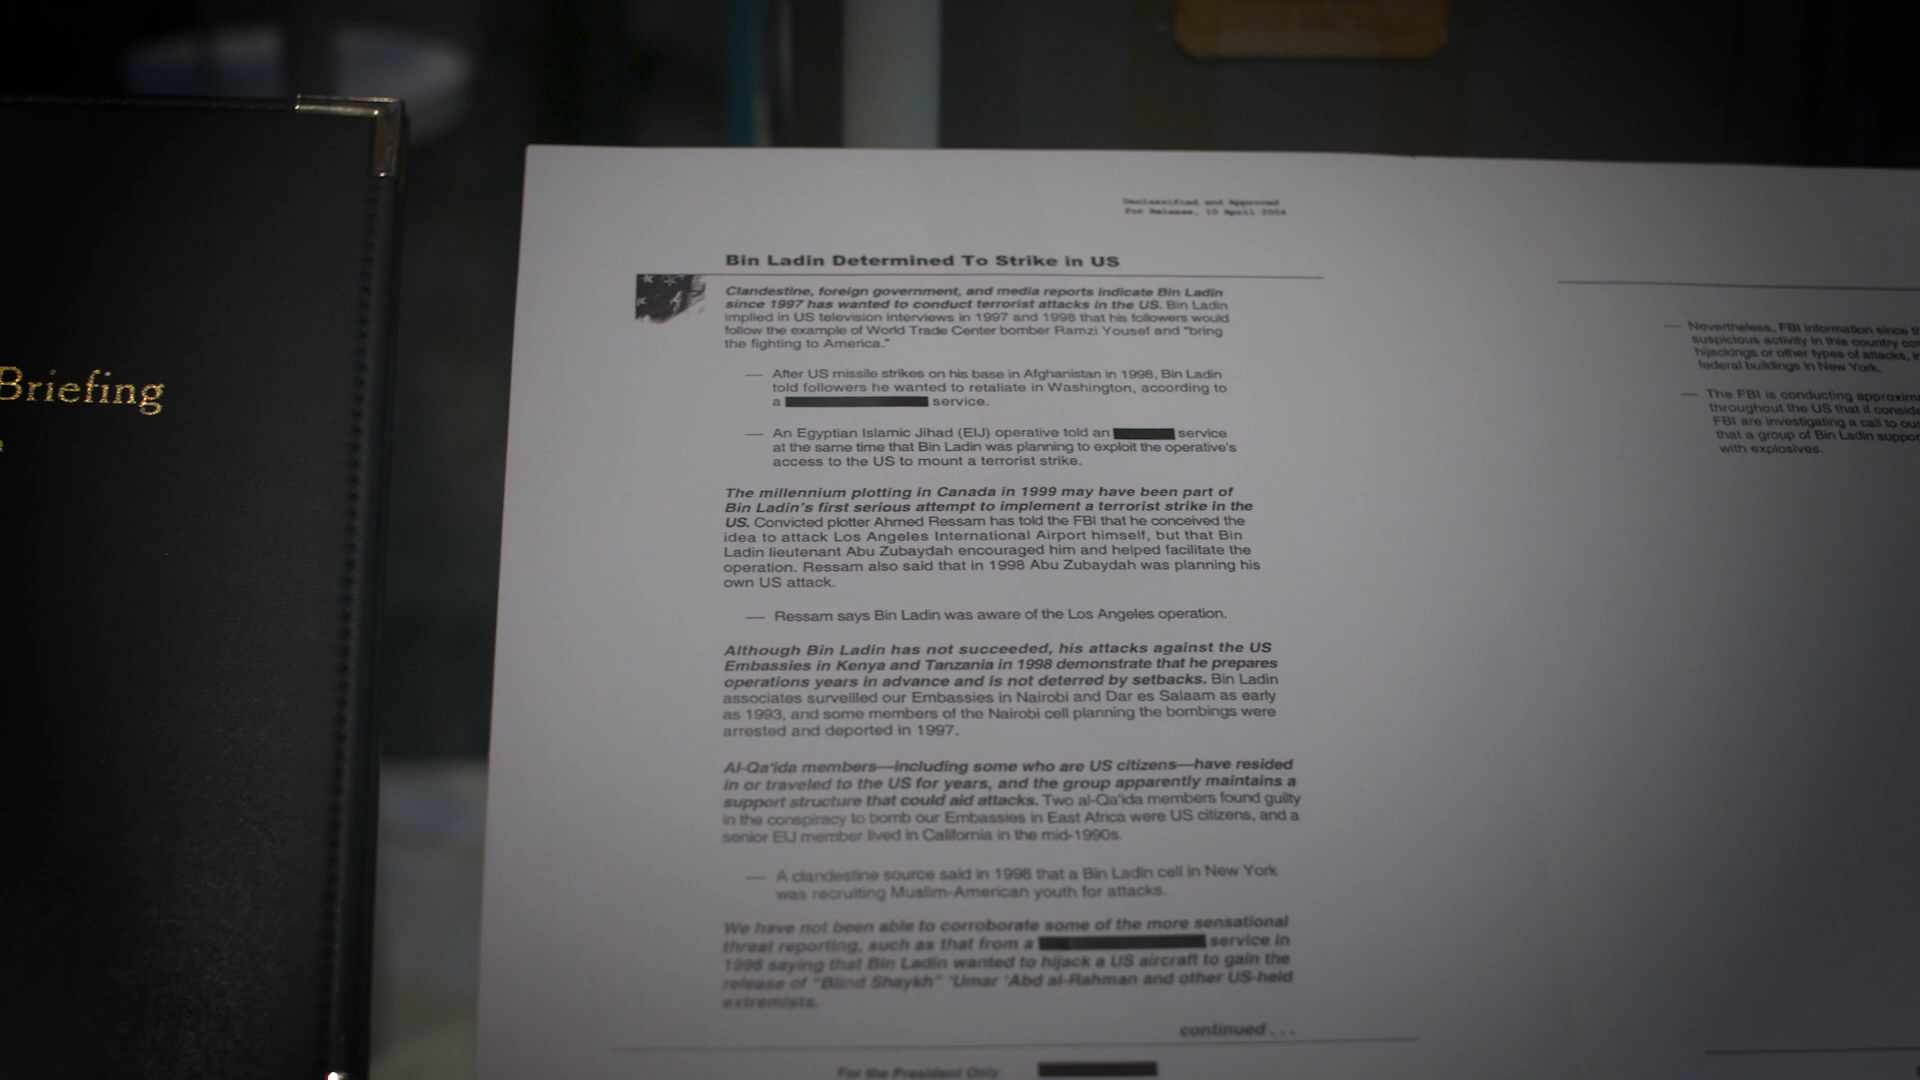 Briefing
Declassified and Approved
For Release, 10 April 2004
Bin Ladin Determined To Strike in US
Clandestine, foreign government, and media reports indicate Bin Ladin
since 1997 has wanted to conduct terrorist attacks in the US. Bin Ladin
implied in US television interviews in 1997 and 1998 that his followers would
follow the example of World Trade Center bomber Ramzi Yousef and "bring
the fighting to America."
— After US missile strikes on his base in Afghanistan in 1998, Bin Ladin
told followers he wanted to retaliate in Washington, according to
a service.
— An Egyptian Islamic Jihad (EIJ) operative told an service
at the same time that Bin Ladin was planning to exploit the operative's
access to the US to mount a terrorist strike.
The millennium plotting in Canada in 1999 may have been part of
Bin Ladin's first serious attempt to implement a terrorist strike in the
US. Convicted plotter Ahmed Ressam has told the FBI that he conceived the
idea to attack Los Angeles International Airport himself, but that Bin
Ladin lieutenant Abu Zubaydah encouraged him and helped facilitate the
operation. Ressam also said that in 1998 Abu Zubaydah was planning his
own US attack.
— Ressam says Bin Ladin was aware of the Los Angeles operation.
Although Bin Ladin has not succeeded, his attacks against the US
Embassies in Kenya and Tanzania in 1998 demonstrate that he prepares
operations years in advance and is not deterred by setbacks. Bin Ladin
associates surveilled our Embassies in Nairobi and Dar es Salaam as early
as 1993, and some members of the Nairobi cell planning the bombings were
arrested and deported in 1997.
Al-Qa'ida members—including some who are US citizens—have resided
in or traveled to the US for years, and the group apparently maintains a
support structure that could aid attacks. Two al-Qa'ida members found guilty
in the conspiracy to bomb our Embassies in East Africa were US citizens, and a
senior EIJ member lived in California in the mid-1990s.
— A clandestine source said in 1998 that a Bin Ladin cell in New York
was recruiting Muslim-American youth for attacks.
We have not been able to corroborate some of the more sensational
threat reporting, such as that from a service in
1998 saying that Bin Ladin wanted to hijack a US aircraft to gain the
release of "Blind Shaykh" 'Umar 'Abd al-Rahman and other US-held
extremists.
continued . . .
For the President Only
— Nevertheless, FBI information since
suspicious activity in this country
hijackings or other types of attacks,
federal buildings in New York.
— The FBI is conducting
throughout the US that it
FBI are investigating a call to
that a group of Bin Ladin
with explosives.